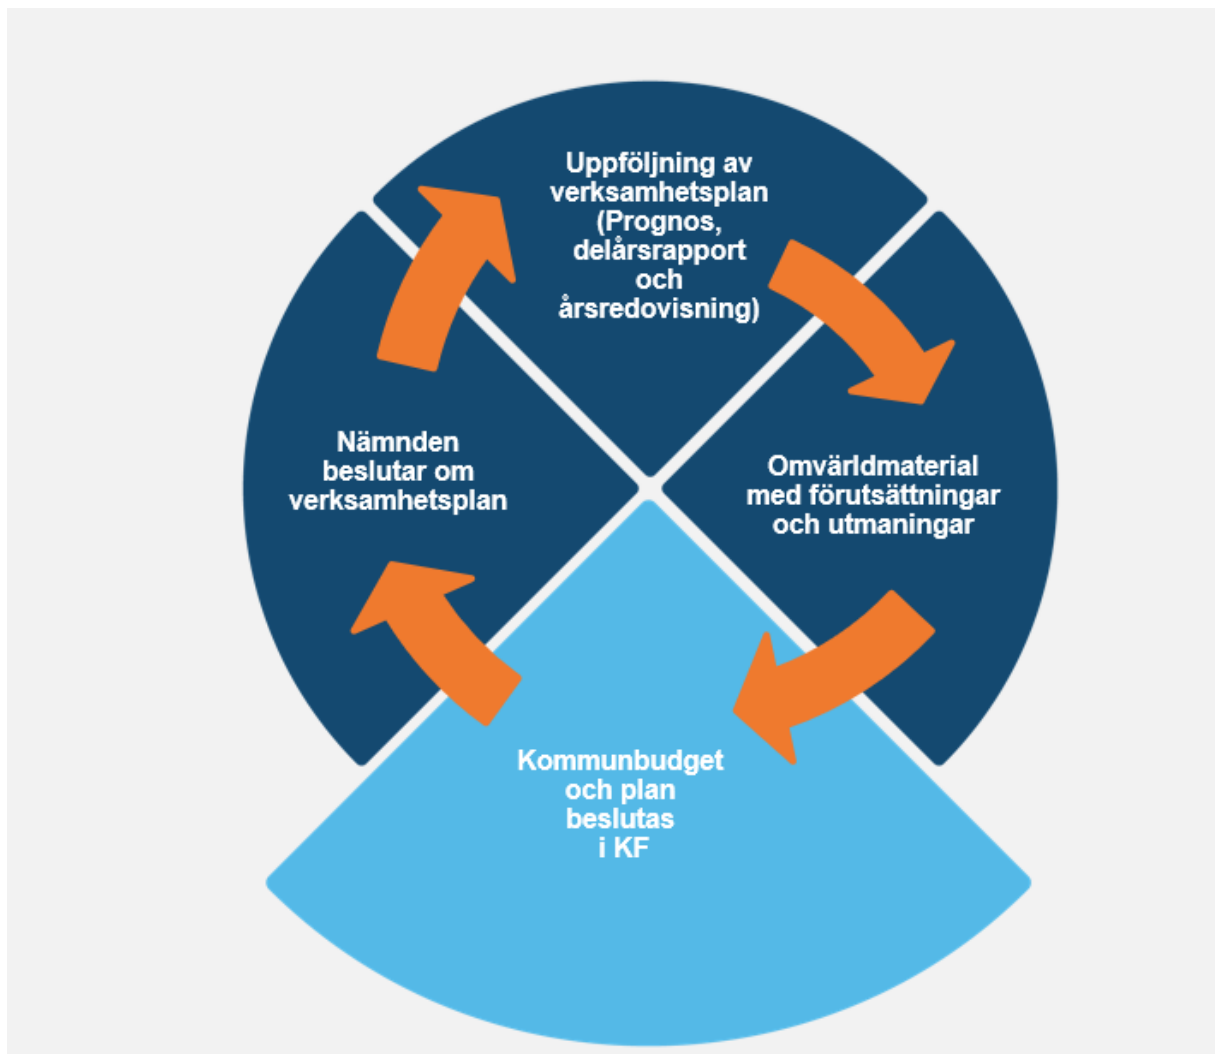 Uppföljning av
verksamhetsplan
(Prognos,
delårsrapport
och
årsredovisning)
Nämnden
beslutar om
verksamhetsplan
Omvärldmaterial
med förutsättningar
och utmaningar
Kommunbudget
och plan
beslutas
i KF